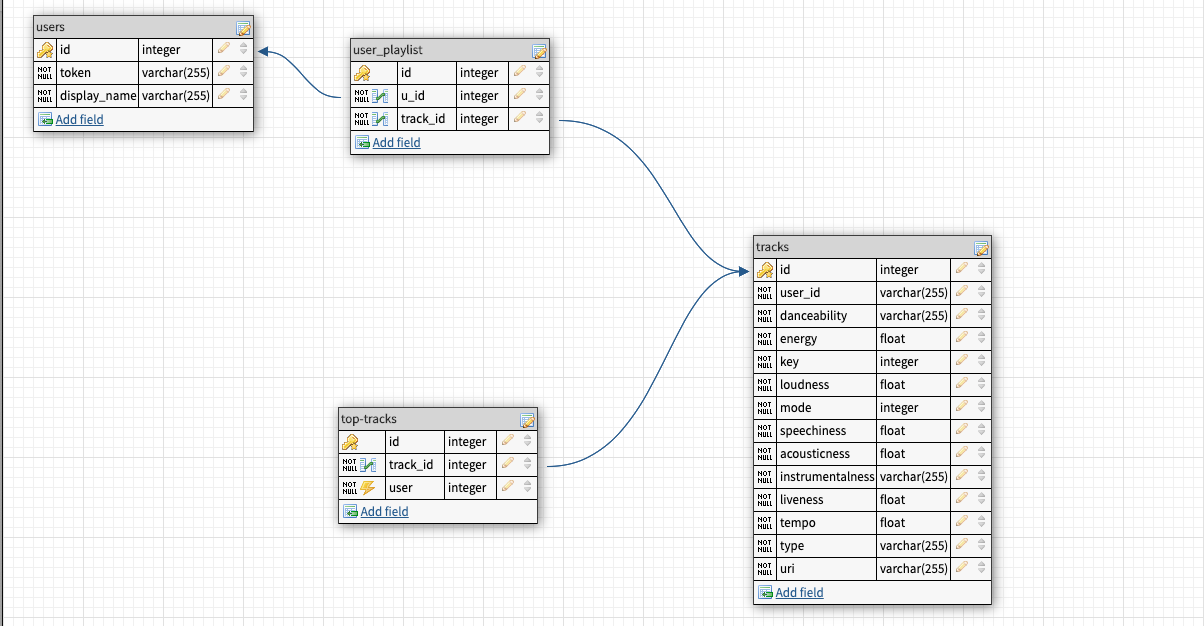 users
id integer
NOT NULL token varchar(255)
NOT NULL display_name varchar(255)
Add field
user_playlist
id integer
NOT NULL u_id integer
NOT NULL track_id integer
Add field
tracks
id integer
NOT NULL user_id varchar(255)
NOT NULL danceability varchar(255)
NOT NULL energy float
NOT NULL key integer
NOT NULL loudness float
NOT NULL mode integer
NOT NULL speechiness float
NOT NULL acousticness float
NOT NULL instrumentalness varchar(255)
NOT NULL liveness float
NOT NULL tempo float
NOT NULL type varchar(255)
NOT NULL uri varchar(255)
Add field
top-tracks
id integer
NOT NULL track_id integer
NOT NULL user integer
Add field